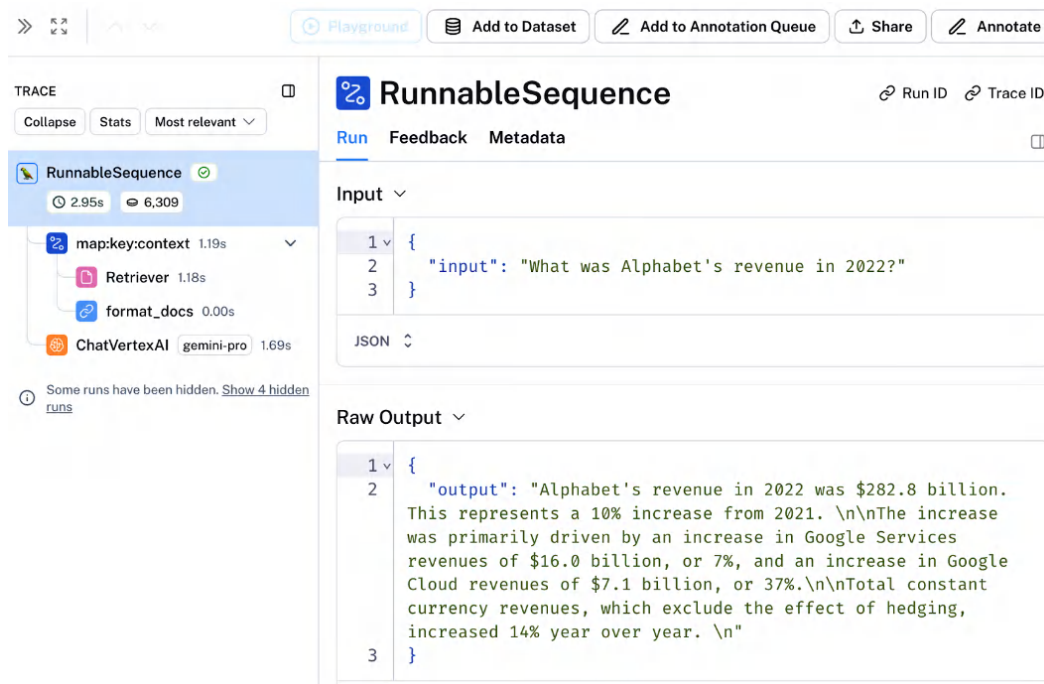 Playground
Add to Dataset
Add to Annotation Queue
Share
Annotate
TRACE
Collapse
Stats
Most relevant
RunnableSequence
2.95s
6,309
map:key:context 1.19s
Retriever 1.18s
format_docs 0.00s
ChatVertexAI gemini-pro 1.69s
Some runs have been hidden. Show 4 hidden
runs
RunnableSequence
Run ID
Trace ID
Run Feedback Metadata
Input
1 {
2 "input": "What was Alphabet's revenue in 2022?"
3 }
JSON
Raw Output
1 {
2 "output": "Alphabet's revenue in 2022 was $282.8 billion.
This represents a 10% increase from 2021. \n\nThe increase
was primarily driven by an increase in Google Services
revenues of $16.0 billion, or 7%, and an increase in Google
Cloud revenues of $7.1 billion, or 37%.\n\nTotal constant
currency revenues, which exclude the effect of hedging,
increased 14% year over year. \n"
3 }